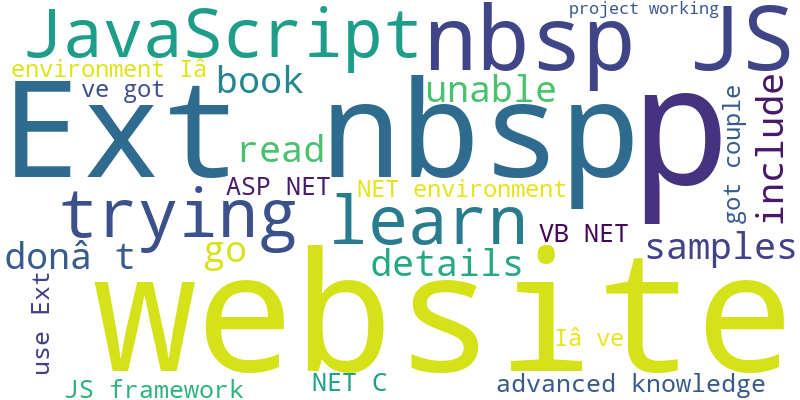 project working
JavaScript
nbsp
JS
environment Iâ
ve got
book
unable
Ext
nbsp
p
include
got couple
read
ASP NET
NET environment
trying
learn
VB NET
samples
donâ t
go
details
website
use Ext
Iâ ve
JS framework
NET C
advanced knowledge